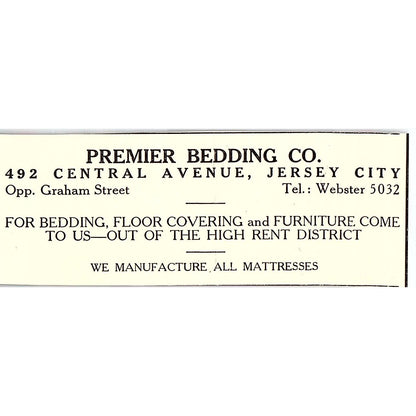 PREMIER BEDDING CO.
492 CENTRAL AVENUE, JERSEY CITY
Opp. Graham Street Tel.: Webster 5032
FOR BEDDING, FLOOR COVERING and FURNITURE COME
TO US—OUT OF THE HIGH RENT DISTRICT
WE MANUFACTURE ALL MATTRESSES